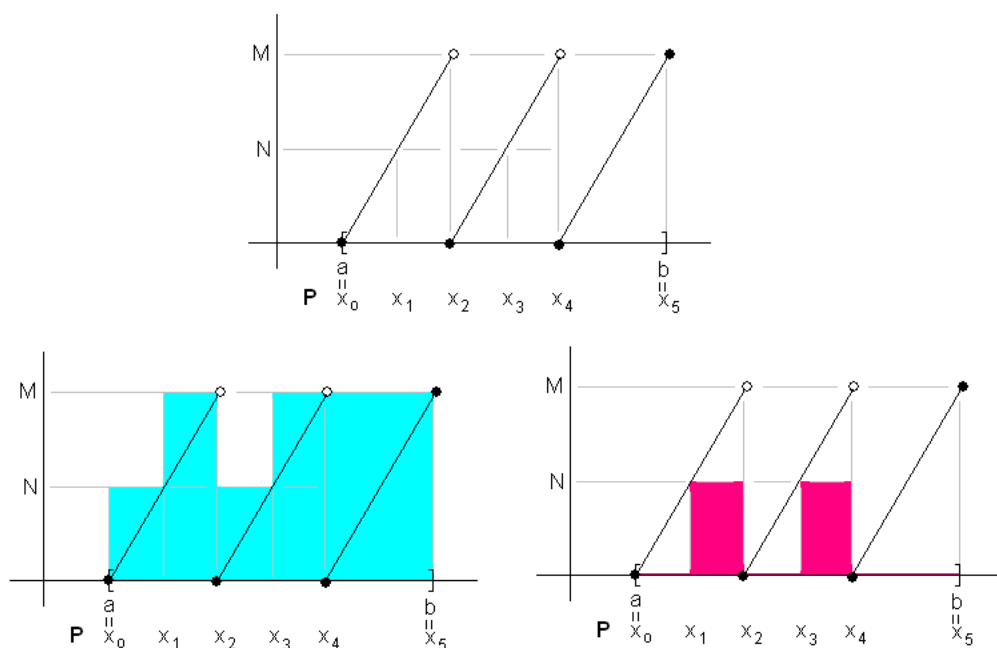 M
N
[ ]
a b
= =
P x₀ x₁ x₂ x₃ x₄ x₅
M
N
[ ]
a b
= =
P x₀ x₁ x₂ x₃ x₄ x₅
M
N
[ ]
a b
= =
P x₀ x₁ x₂ x₃ x₄ x₅